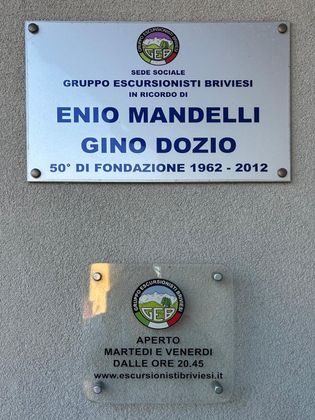 GRUPPO ESCURSIONISTI BRIVIESI
GEB
SEDE SOCIALE
GRUPPO ESCURSIONISTI BRIVIESI
IN RICORDO DI
ENIO MANDELLI
GINO DOZIO
50° DI FONDAZIONE 1962 - 2012
GRUPPO ESCURSIONISTI BRIVIESI
GEB
APERTO
MARTEDI E VENERDI
DALLE ORE 20.45
www.escursionistibriviesi.it